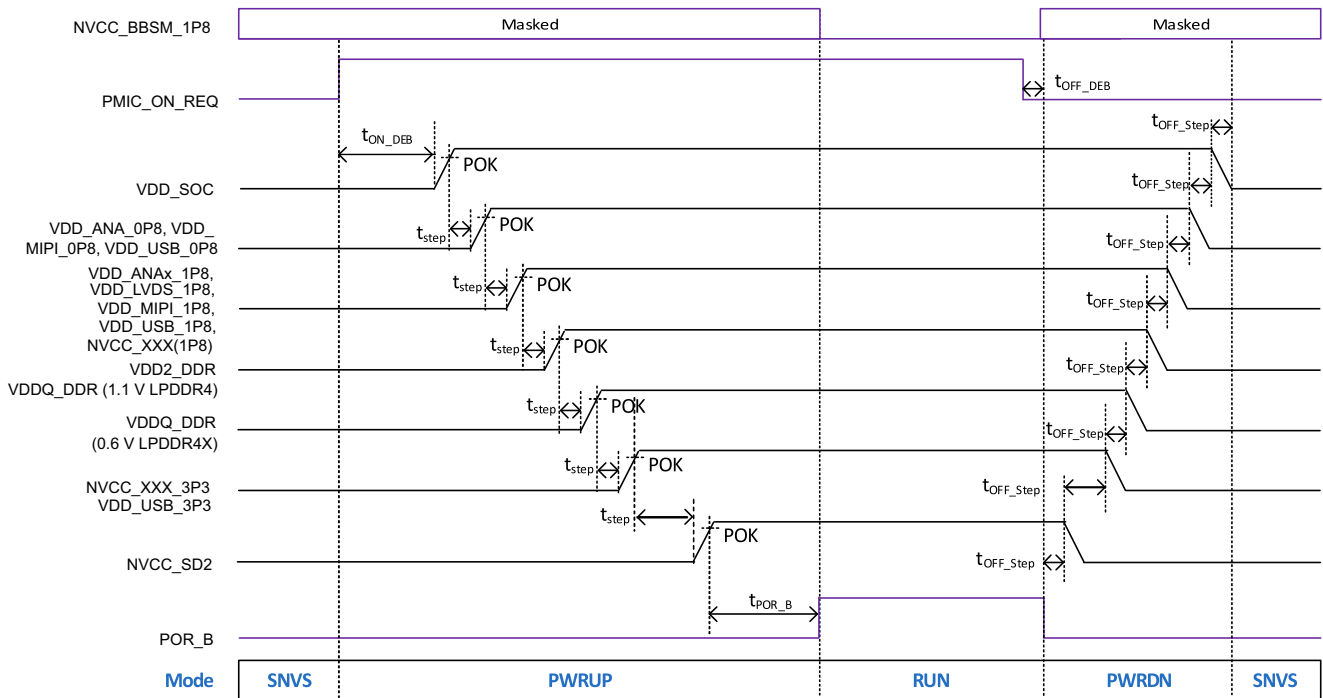 NVCC_BBSM_1P8
Masked
Masked
PMIC_ON_REQ
tOFF_DEB
tON_DEB
tOFF_Step
POK
VDD_SOC
tOFF_Step
VDD_ANA_0P8, VDD_
MIPI_0P8, VDD_USB_0P8
tstep
POK
tOFF_Step
VDD_ANAx_1P8,
VDD_LVDS_1P8,
VDD_MIPI_1P8,
VDD_USB_1P8,
NVCC_XXX(1P8)
tstep
POK
tOFF_Step
VDD2_DDR
VDDQ_DDR (1.1 V LPDDR4)
tstep
POK
tOFF_Step
VDDQ_DDR
(0.6 V LPDDR4X)
tstep
POK
tOFF_Step
NVCC_XXX_3P3
VDD_USB_3P3
tstep
POK
tOFF_Step
NVCC_SD2
tstep
POK
tOFF_Step
POR_B
tPOR_B
Mode
SNVS
PWRUP
RUN
PWRDN
SNVS